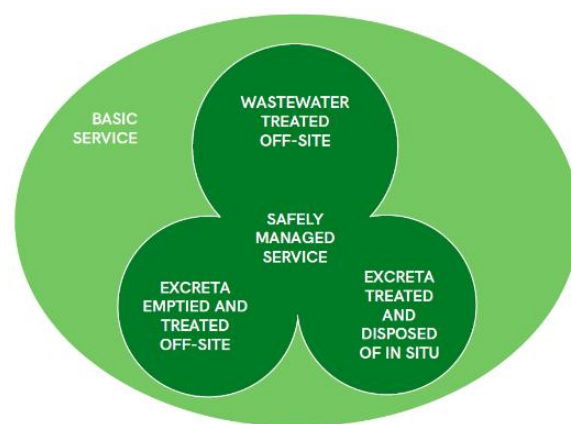 WASTEWATER
TREATED
OFF-SITE
BASIC
SERVICE
SAFELY
MANAGED
SERVICE
EXCRETA
EMPTIED AND
TREATED
OFF-SITE
EXCRETA
TREATED
AND
DISPOSED
OF IN SITU